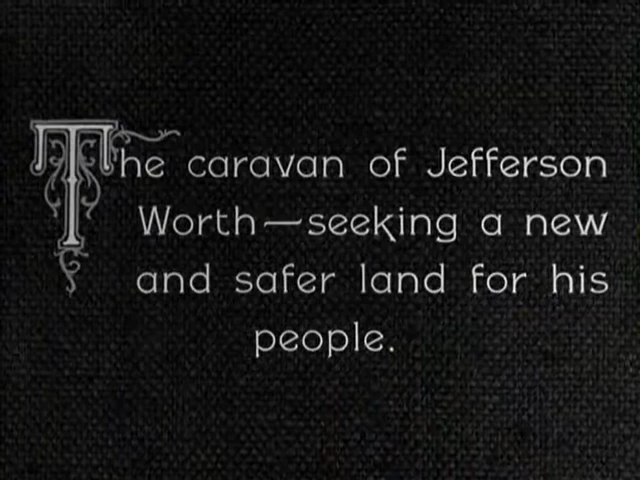 The caravan of Jefferson
Worth—seeking a new
and safer land for his
people.